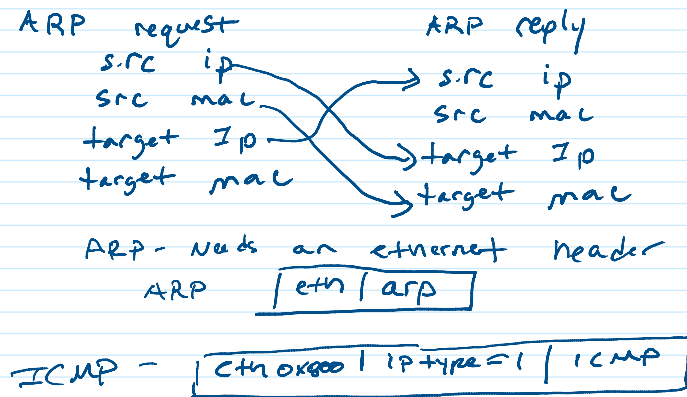 ARP request ARP reply
src ip src ip
src mac src mac
target Ip target Ip
target mac target mac
ARP - Needs an ethernet header
ARP | eth | arp
ICMP - | eth 0x800 | ip type = 1 | ICMP